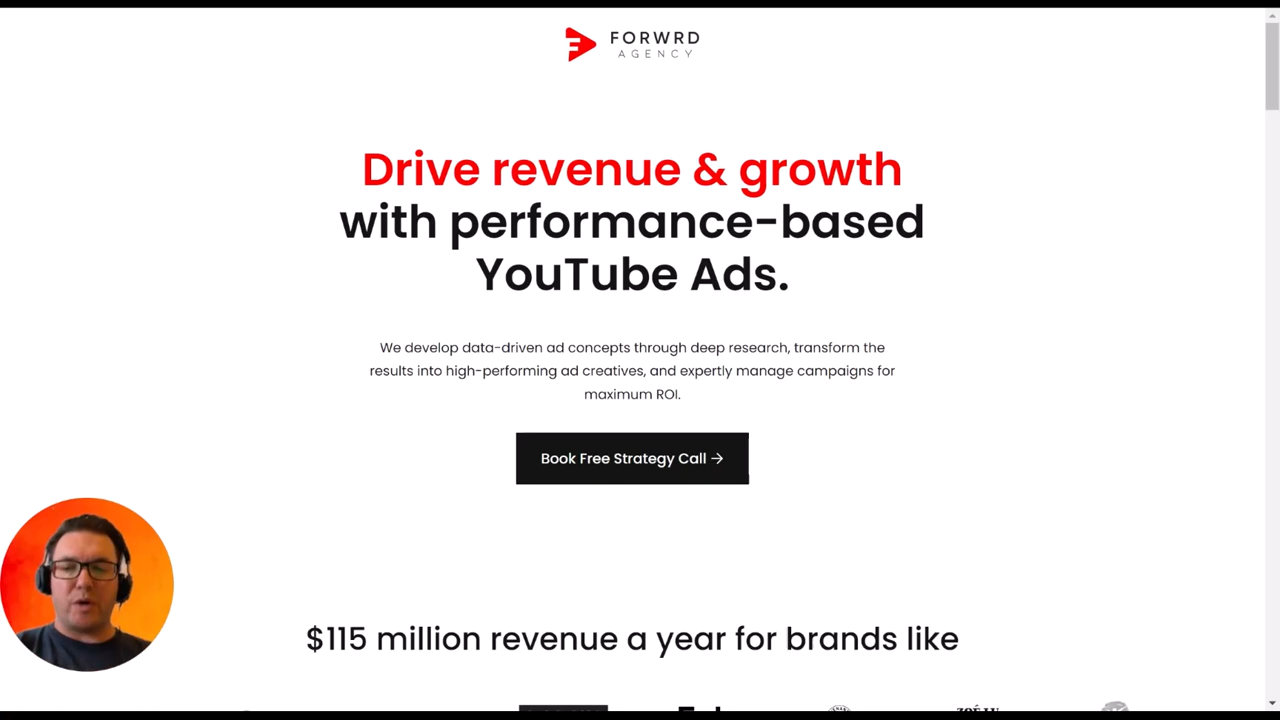 FORWRD
AGENCY
Drive revenue & growth
with performance-based
YouTube Ads.
We develop data-driven ad concepts through deep research, transform the
results into high-performing ad creatives, and expertly manage campaigns for
maximum ROI.
Book Free Strategy Call →
$115 million revenue a year for brands like
ZOÉ LU